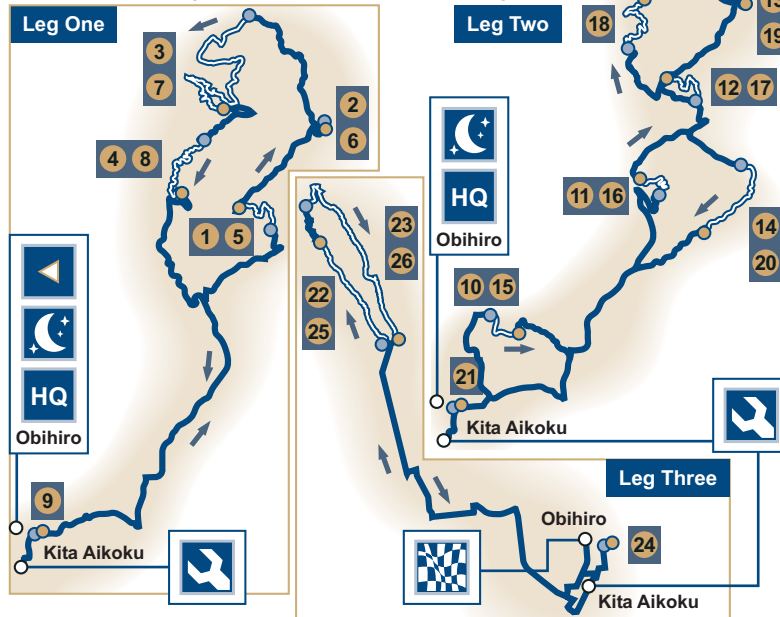 Leg One
3
7
2
6
4 8
1 5
HQ
Obihiro
9
Kita Aikoku
Leg Two
18
19
12 17
HQ
Obihiro
11 16
14
20
10 15
21
Kita Aikoku
23
26
22
25
Leg Three
Obihiro
24
Kita Aikoku